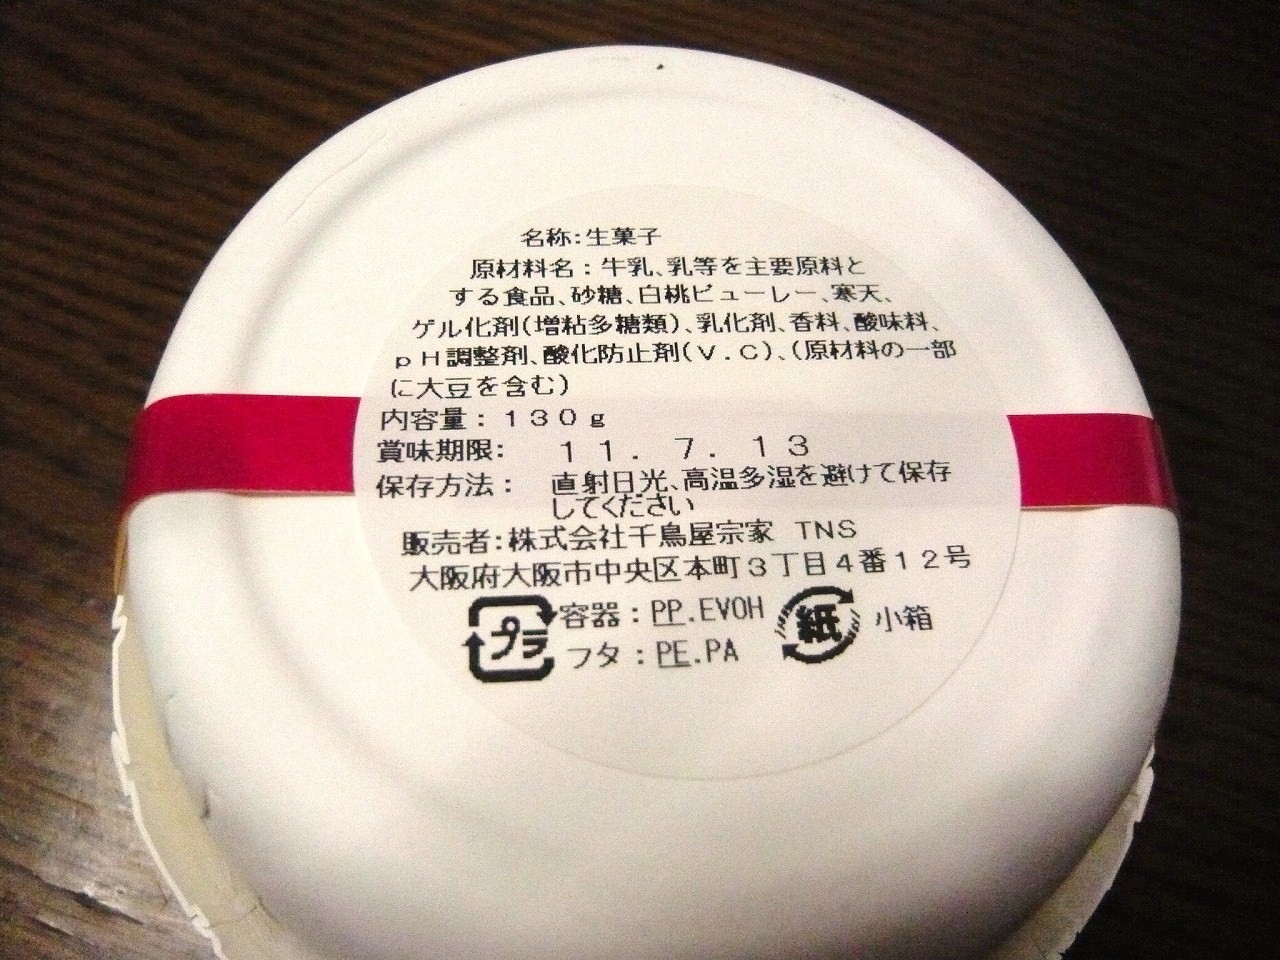 名称:生菓子
原材料名:牛乳、乳等を主要原料と
する食品、砂糖、白桃ピューレー、寒天、
ゲル化剤(増粘多糖類)、乳化剤、香料、酸味料、
pH調整剤、酸化防止剤(V.C)、(原材料の一部
に大豆を含む)
内容量:130g
賞味期限: 11. 7. 13
保存方法: 直射日光、高温多湿を避けて保存
してください
販売者:株式会社千鳥屋宗家 TNS
大阪府大阪市中央区本町3丁目4番12号
プラ 容器:PP.EVOH 紙 小箱
フタ:PE.PA